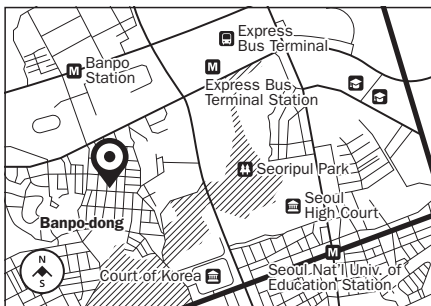 Express
Bus Terminal
M
Banpo
Station
M
Express Bus
Terminal Station
Seoripul Park
Banpo-dong
Seoul
High Court
M
Court of Korea
Seoul Nat'l Univ. of
Education Station
N
S